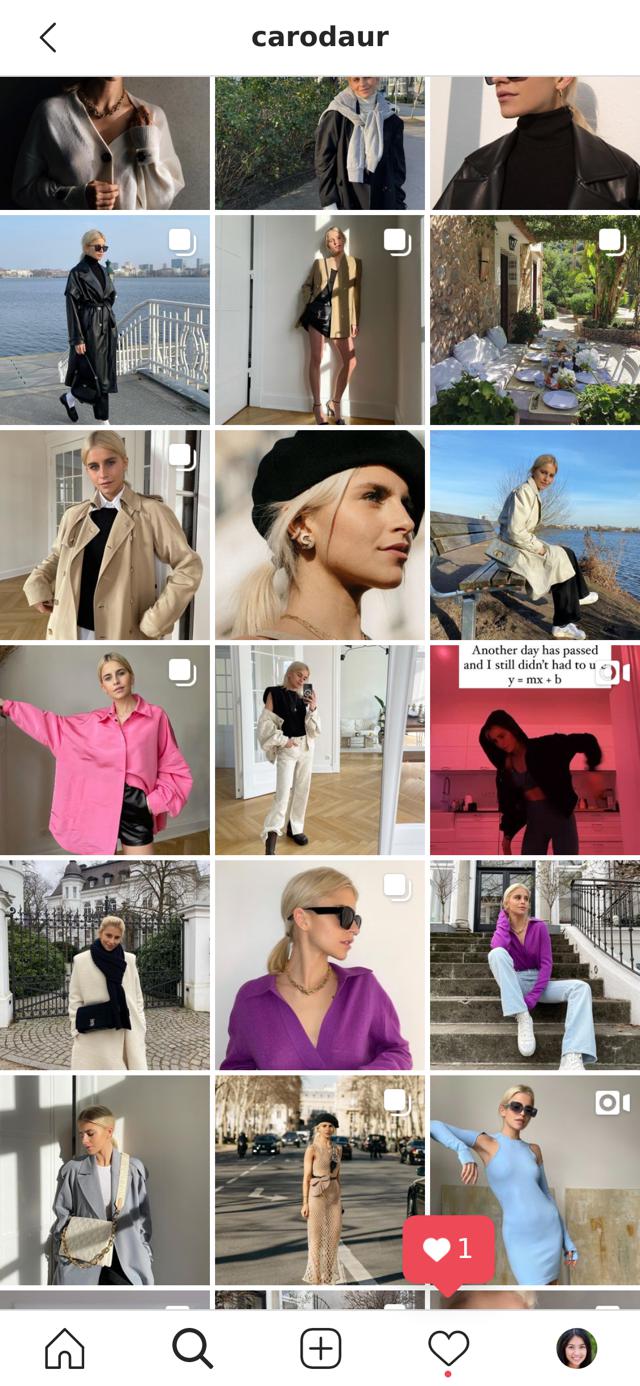 carodaur
Another day has passed
and I still didn't had to
y = mx + b
1